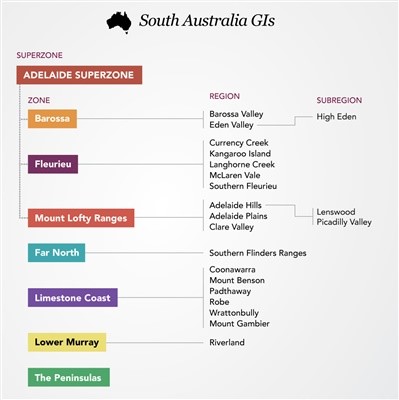 South Australia GIs
SUPERZONE
ADELAIDE SUPERZONE
ZONE
REGION
SUBREGION
Barossa
Barossa Valley
Eden Valley
High Eden
Fleurieu
Currency Creek
Kangaroo Island
Langhorne Creek
McLaren Vale
Southern Fleurieu
Mount Lofty Ranges
Adelaide Hills
Adelaide Plains
Clare Valley
Lenswood
Picadilly Valley
Far North
Southern Flinders Ranges
Limestone Coast
Coonawarra
Mount Benson
Padthaway
Robe
Wrattonbully
Mount Gambier
Lower Murray
Riverland
The Peninsulas